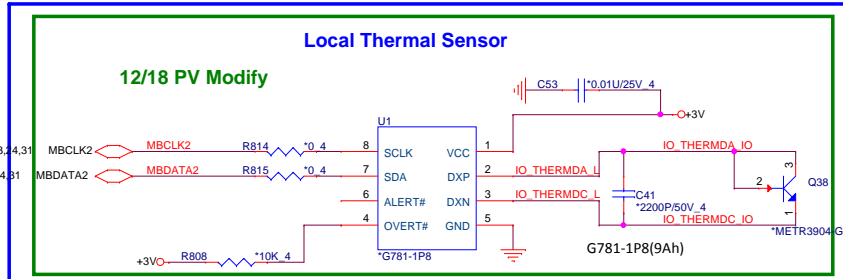 Local Thermal Sensor
12/18 PV Modify
C53 *0.01U/25V_4
+3V
U1
MBCLK2 MBCLK2 R814 *0_4 8 SCLK VCC 1
MBDATA2 MBDATA2 R815 *0_4 7 SDA DXP 2 IO_THERMDA_L IO_THERMDA_IO
6 ALERT# DXN 3 IO_THERMDC_L
4 OVERT# GND 5
C41
*2200P/50V_4
IO_THERMDC_IO
3
2 Q38
1
*METR3904-G
+3V R808 *10K_4
*G781-1P8
G781-1P8(9Ah)